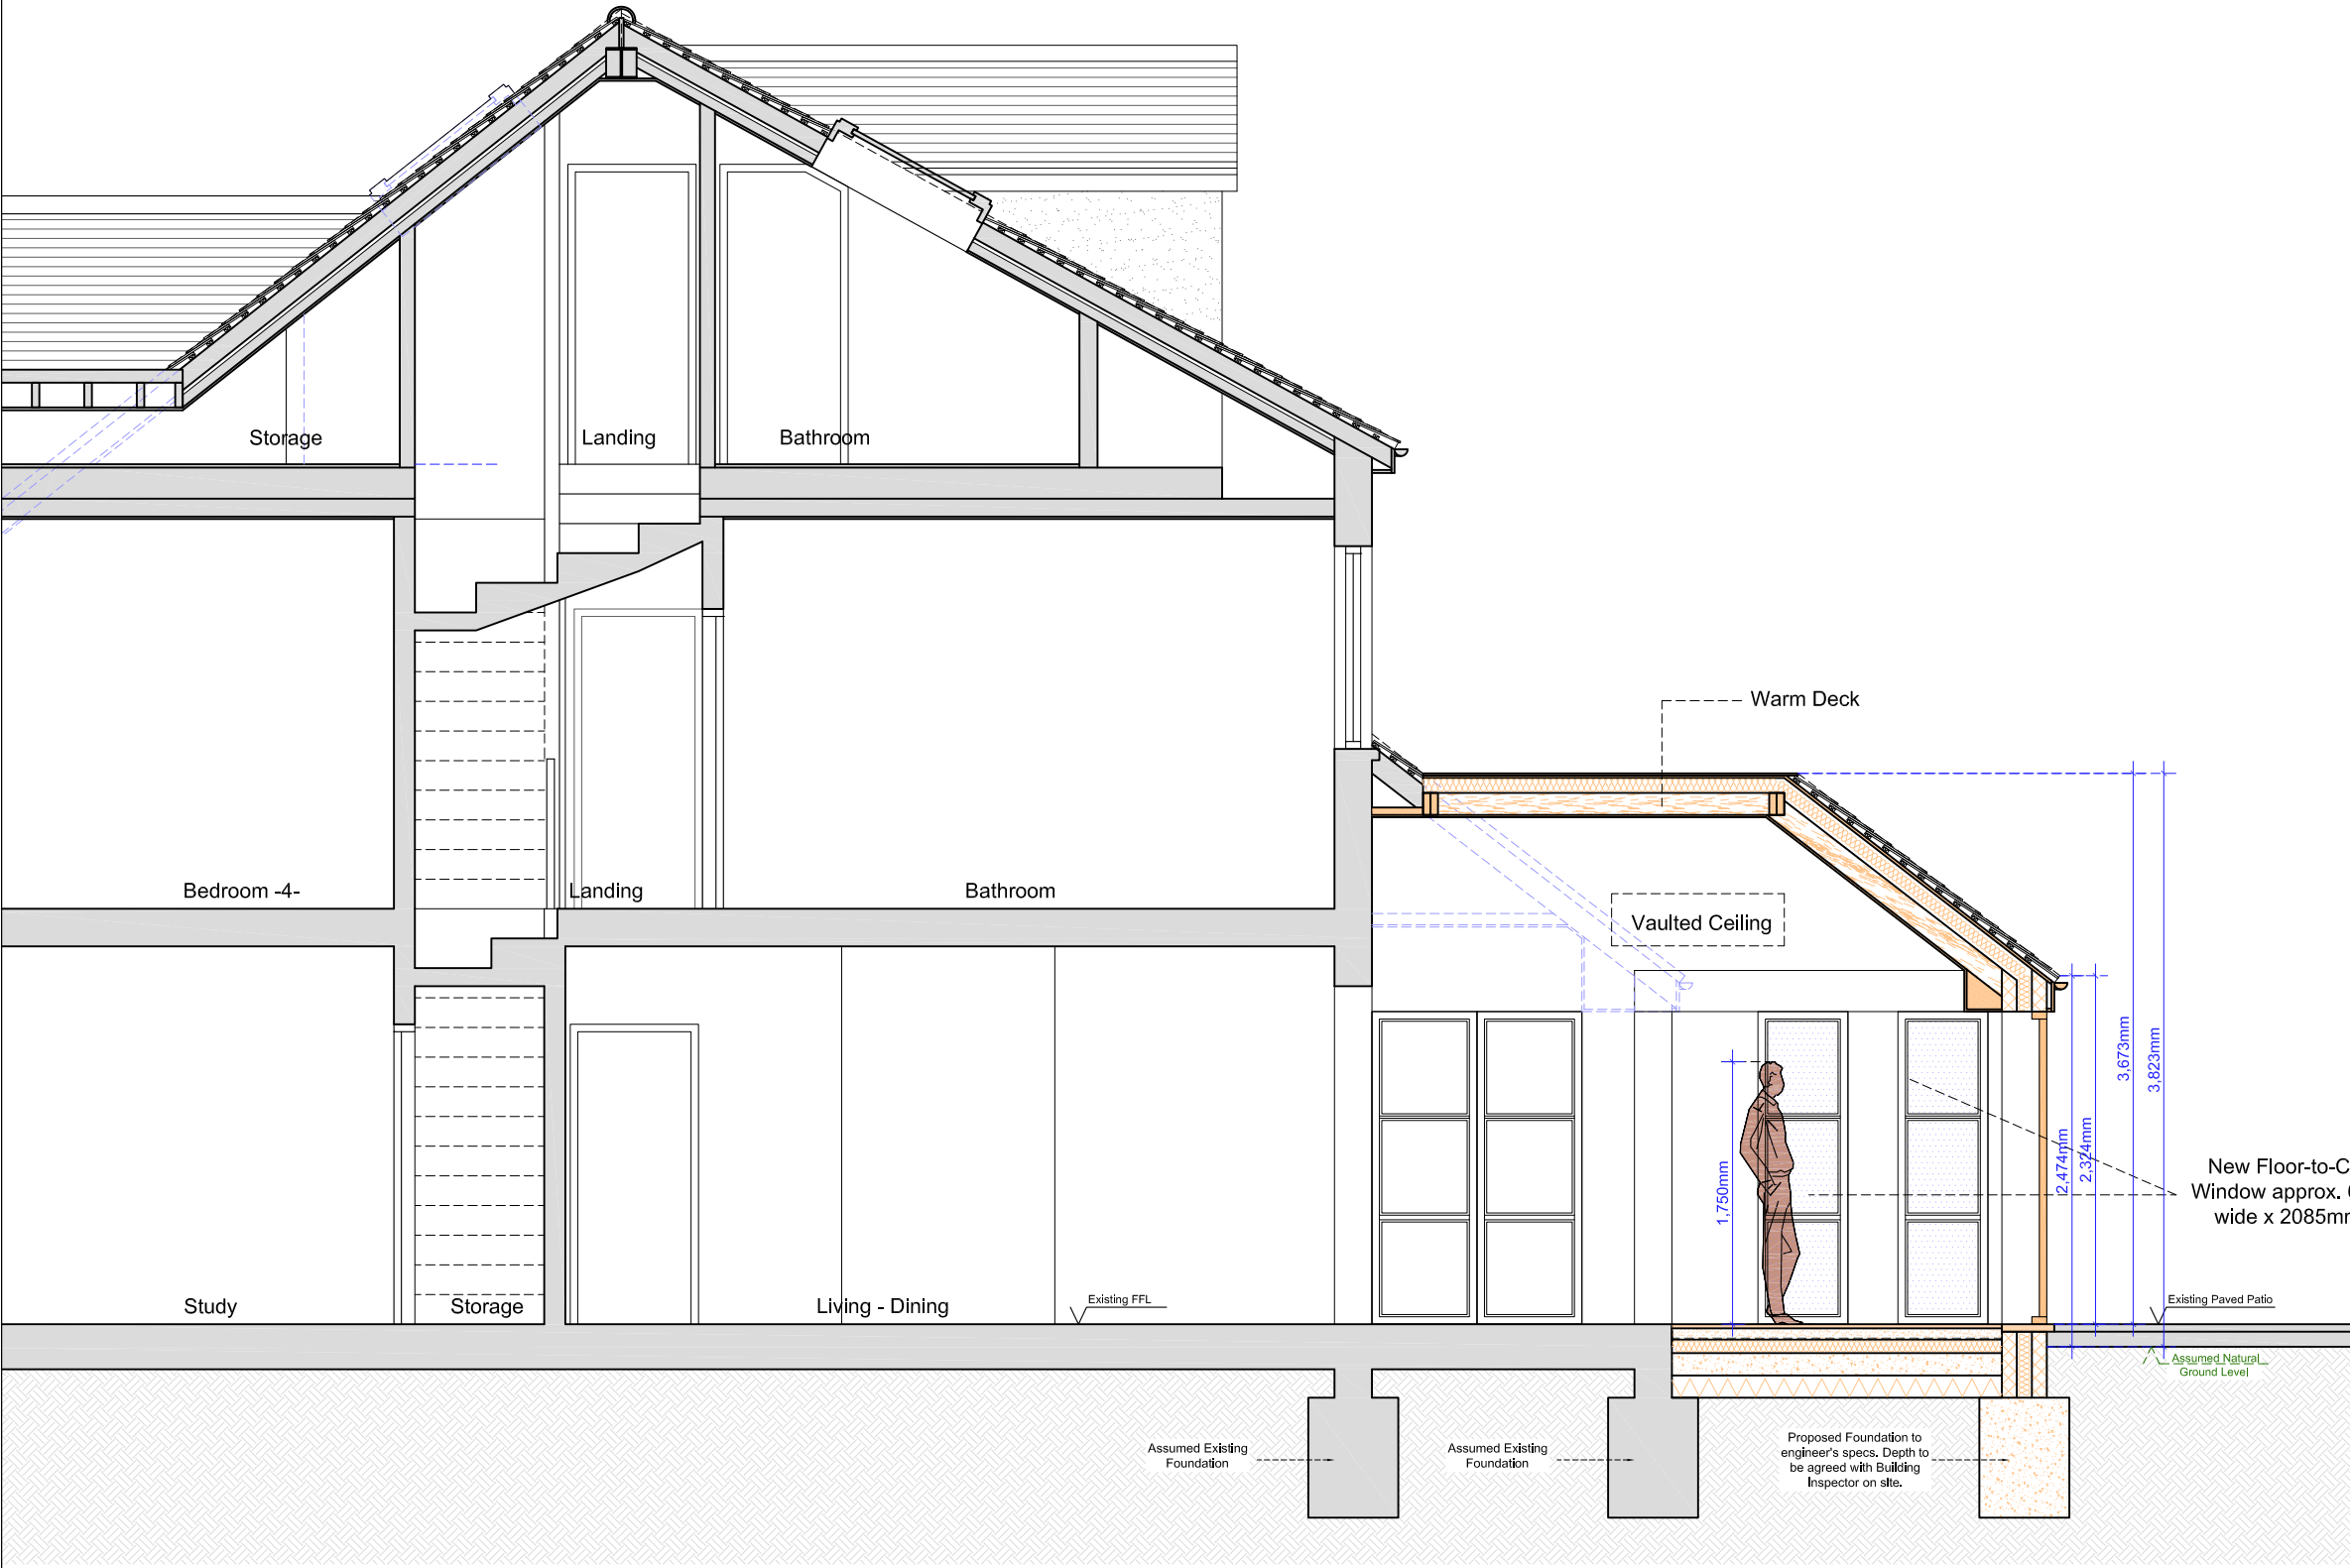 Storage
Landing
Bathroom
Warm Deck
Bedroom -4-
Landing
Bathroom
Vaulted Ceiling
3,673mm
3,823mm
2,474mm
2,324mm
1,750mm
New Floor-to-C
Window approx.
wide x 2085mm
Study
Storage
Living - Dining
Existing FFL
Existing Paved Patio
Assumed Natural
Ground Level
Assumed Existing
Foundation
Assumed Existing
Foundation
Proposed Foundation to
engineer's specs. Depth to
be agreed with Building
Inspector on site.